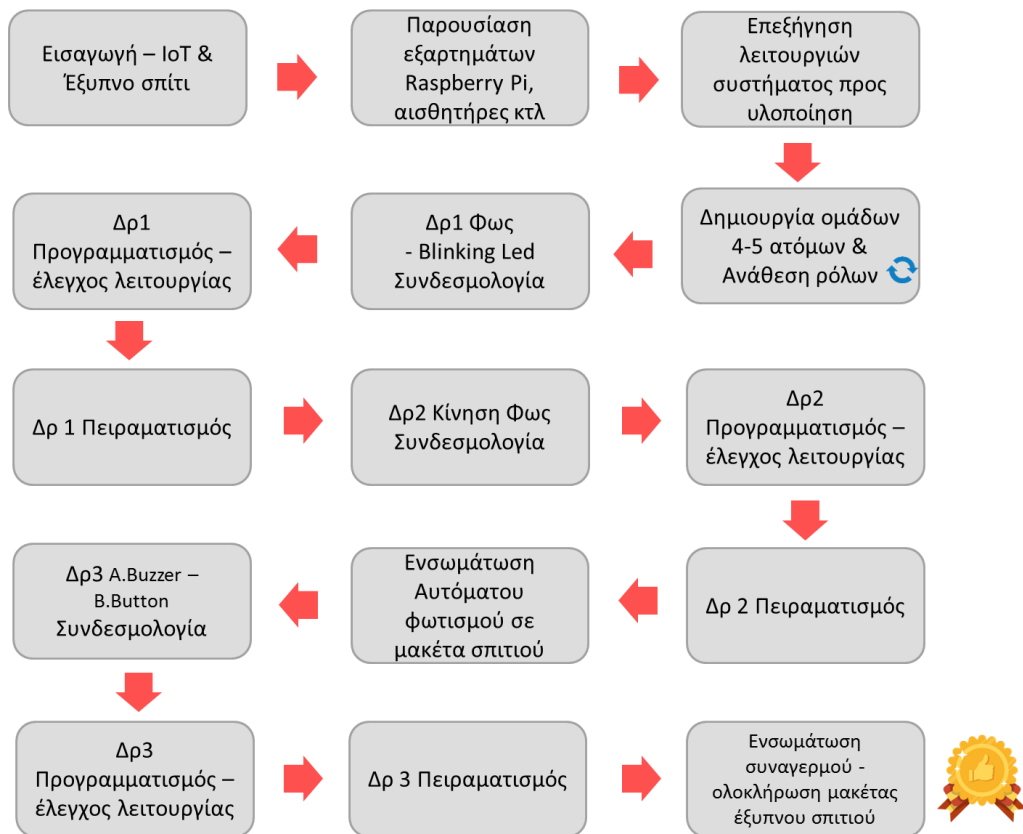 Εισαγωγή – IoT &
Έξυπνο σπίτι
Παρουσίαση
εξαρτημάτων
Raspberry Pi,
αισθητήρες κτλ
Επεξήγηση
λειτουργιών
συστήματος προς
υλοποίηση
Δημιουργία ομάδων
4-5 ατόμων &
Ανάθεση ρόλων
Δρ1 Φως
- Blinking Led
Συνδεσμολογία
Δρ1
Προγραμματισμός –
έλεγχος λειτουργίας
Δρ 1 Πειραματισμός
Δρ2 Κίνηση Φως
Συνδεσμολογία
Δρ2
Προγραμματισμός –
έλεγχος λειτουργίας
Δρ 2 Πειραματισμός
Ενσωμάτωση
Αυτόματου
φωτισμού σε
μακέτα σπιτιού
Δρ3 A.Buzzer –
B.Button
Συνδεσμολογία
Δρ3
Προγραμματισμός –
έλεγχος λειτουργίας
Δρ 3 Πειραματισμός
Ενσωμάτωση
συναγερμού -
ολοκλήρωση μακέτας
έξυπνου σπιτιού